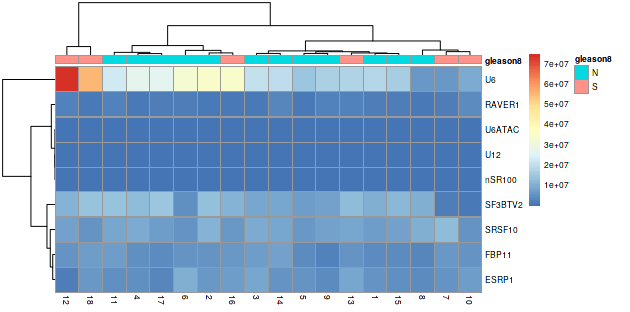 gleason8
U6
RAVER1
U6ATAC
U12
nSR100
SF3BTV2
SRSF10
FBP11
ESRP1
12 18 11 4 17 6 2 16 3 14 5 9 13 1 15 8 7 10
7e+07
6e+07
5e+07
4e+07
3e+07
2e+07
1e+07
gleason8
N
S